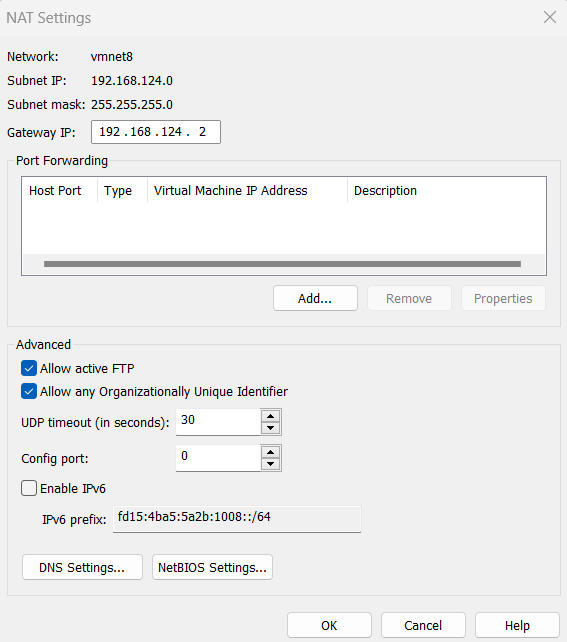 NAT Settings
Network: vmnet8
Subnet IP: 192.168.124.0
Subnet mask: 255.255.255.0
Gateway IP: 192 . 168 . 124 . 2
Port Forwarding
Host Port Type Virtual Machine IP Address Description
Add... Remove Properties
Advanced
Allow active FTP
Allow any Organizationally Unique Identifier
UDP timeout (in seconds): 30
Config port: 0
Enable IPv6
IPv6 prefix: fd15:4ba5:5a2b:1008::/64
DNS Settings... NetBIOS Settings...
OK Cancel Help